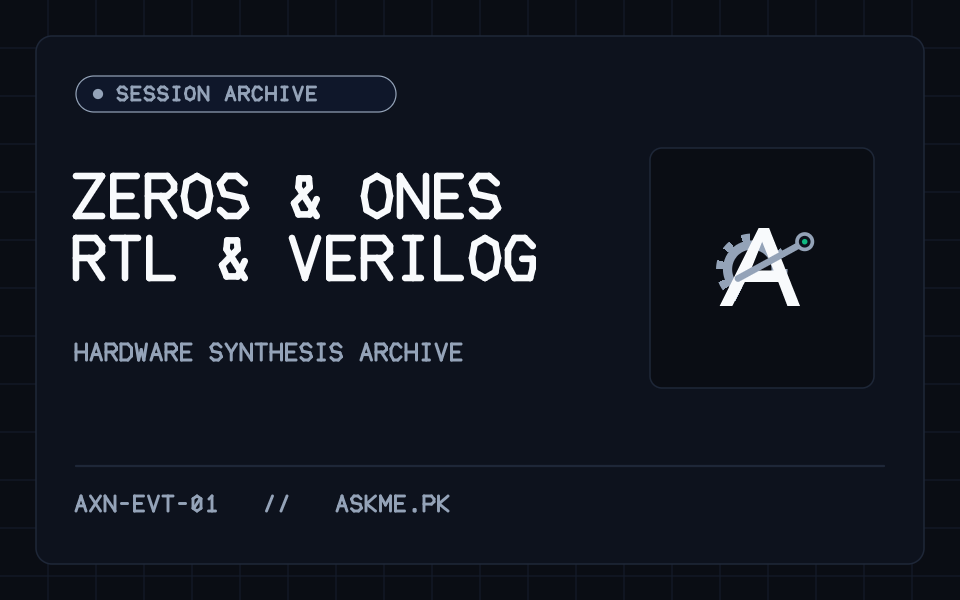 SESSION ARCHIVE
ZEROS & ONES
RTL & VERILOG
HARDWARE SYNTHESIS ARCHIVE
AXN-EVT-01 // ASKME.PK